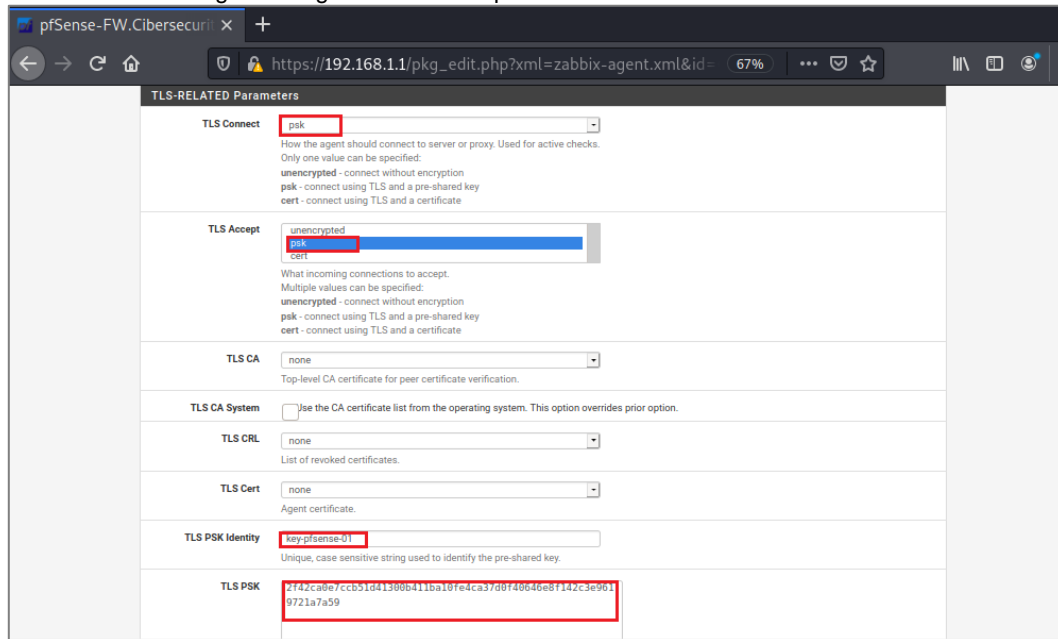 pfSense-FW.Cibersecurit
https://192.168.1.1/pkg_edit.php?xml=zabbix-agent.xml&id=
67%
TLS-RELATED Parameters
TLS Connect
psk
How the agent should connect to server or proxy. Used for active checks.
Only one value can be specified:
unencrypted - connect without encryption
psk - connect using TLS and a pre-shared key
cert - connect using TLS and a certificate
TLS Accept
unencrypted
psk
cert
What incoming connections to accept.
Multiple values can be specified:
unencrypted - connect without encryption
psk - connect using TLS and a pre-shared key
cert - connect using TLS and a certificate
TLS CA
none
Top-level CA certificate for peer certificate verification.
TLS CA System
Use the CA certificate list from the operating system. This option overrides prior option.
TLS CRL
none
List of revoked certificates.
TLS Cert
none
Agent certificate.
TLS PSK Identity
key-pfsense-01
Unique, case sensitive string used to identify the pre-shared key.
TLS PSK
2f42ca0e7ccb51d41300b411ba10fe4ca37d0f40646e8f142c3e961
9721a7a59